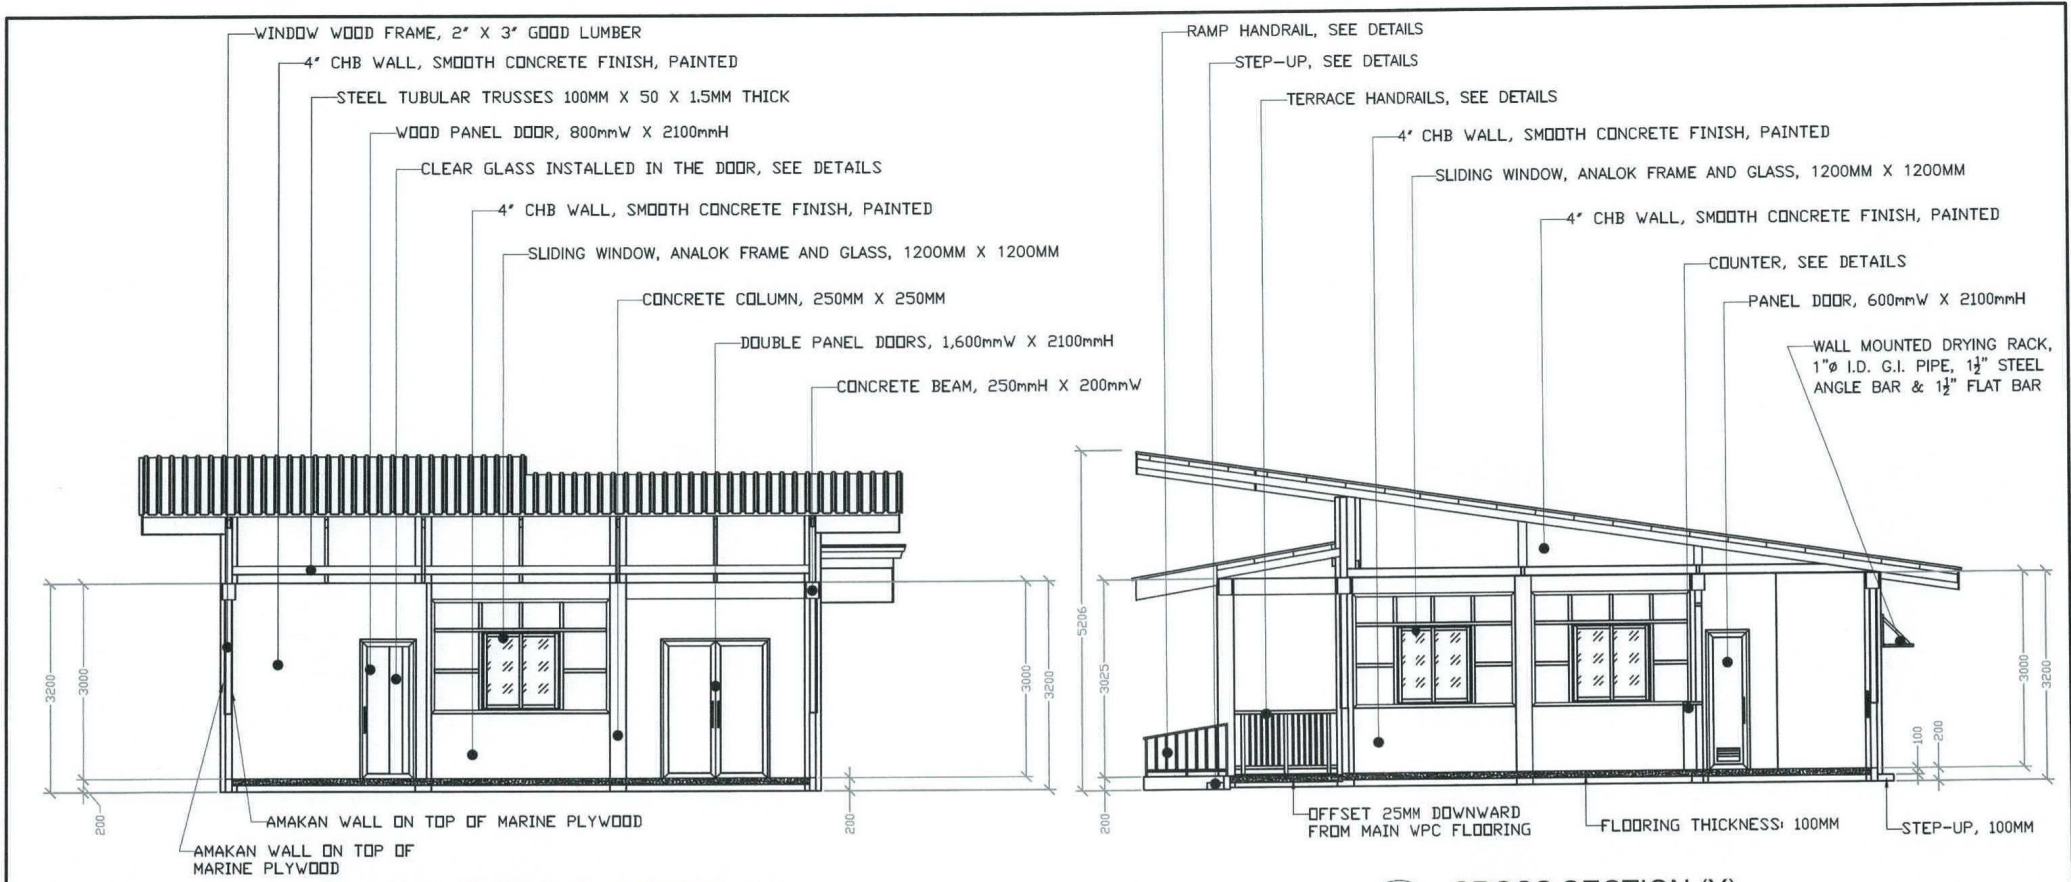 WINDOW WOOD FRAME, 2" X 3" GOOD LUMBER
4" CHB WALL, SMOOTH CONCRETE FINISH, PAINTED
STEEL TUBULAR TRUSSES 100MM X 50 X 1.5MM THICK
WOOD PANEL DOOR, 800mmW X 2100mmH
CLEAR GLASS INSTALLED IN THE DOOR, SEE DETAILS
4" CHB WALL, SMOOTH CONCRETE FINISH, PAINTED
SLIDING WINDOW, ANALOK FRAME AND GLASS, 1200MM X 1200MM
CONCRETE COLUMN, 250MM X 250MM
DOUBLE PANEL DOORS, 1,600mmW X 2100mmH
CONCRETE BEAM, 250mmH X 200mmW
3200
3000
3000
3200
200
200
AMAKAN WALL ON TOP OF MARINE PLYWOOD
AMAKAN WALL ON TOP OF
MARINE PLYWOOD
RAMP HANDRAIL, SEE DETAILS
STEP-UP, SEE DETAILS
TERRACE HANDRAILS, SEE DETAILS
4" CHB WALL, SMOOTH CONCRETE FINISH, PAINTED
SLIDING WINDOW, ANALOK FRAME AND GLASS, 1200MM X 1200MM
4" CHB WALL, SMOOTH CONCRETE FINISH, PAINTED
COUNTER, SEE DETAILS
PANEL DOOR, 600mmW X 2100mmH
WALL MOUNTED DRYING RACK,
1"ø I.D. G.I. PIPE, 1½" STEEL
ANGLE BAR & 1½" FLAT BAR
5206
3025
3000
3200
100
200
200
OFFSET 25MM DOWNWARD
FROM MAIN WPC FLOORING
FLOORING THICKNESS: 100MM
STEP-UP, 100MM
CROSS SECTION (Y)